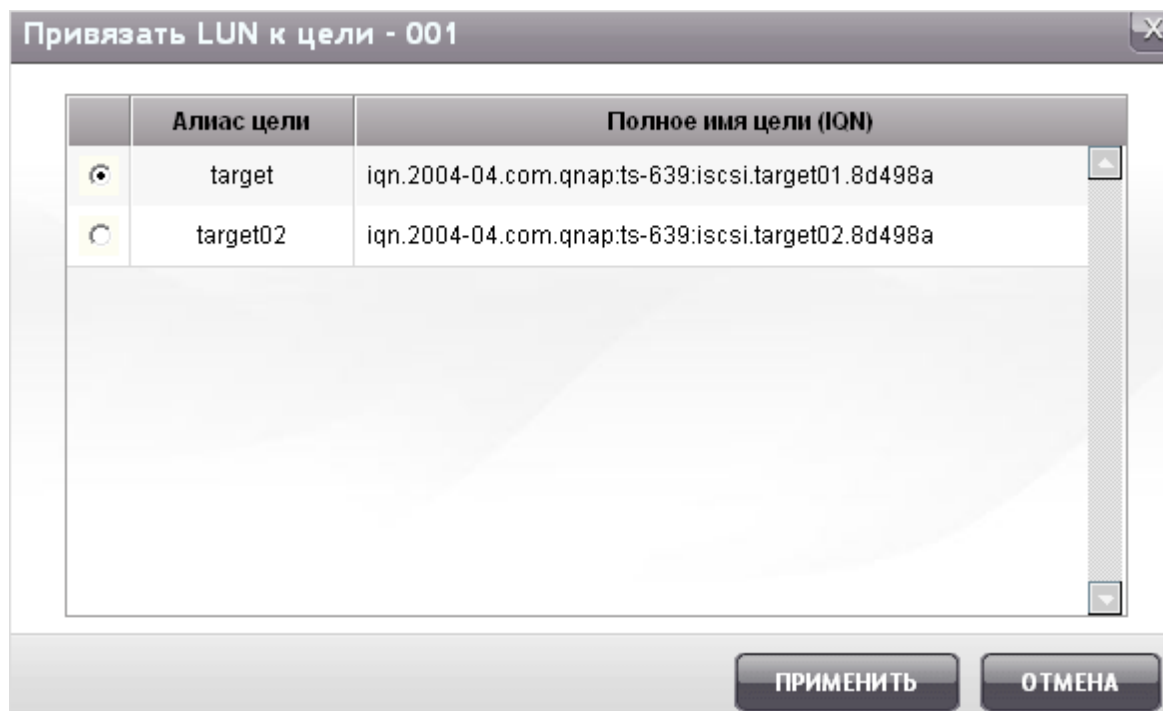 Привязать LUN к цели - 001
X
Алиас цели Полное имя цели (IQN)
target iqn.2004-04.com.qnap:ts-639:iscsi.target01.8d498a
target02 iqn.2004-04.com.qnap:ts-639:iscsi.target02.8d498a
ПРИМЕНИТЬ ОТМЕНА